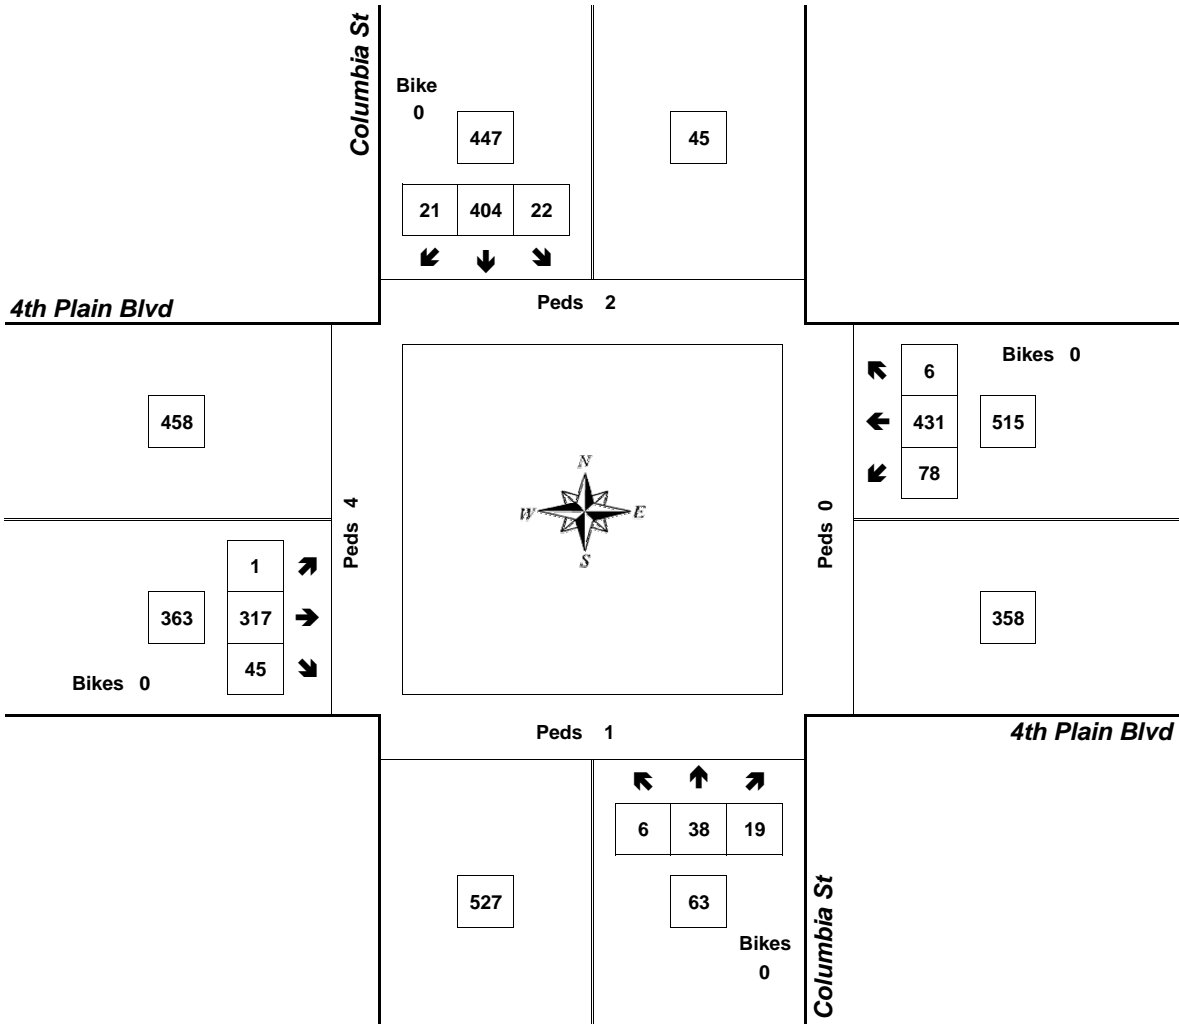 Columbia St
Bike
0
447
45
21 404 22
4th Plain Blvd
Peds 2
6
Bikes 0
458
431
515
78
N
W E
S
Peds 4
Peds 0
1
363
317
358
45
Bikes 0
Peds 1
4th Plain Blvd
6 38 19
527
63
Bikes
0
Columbia St